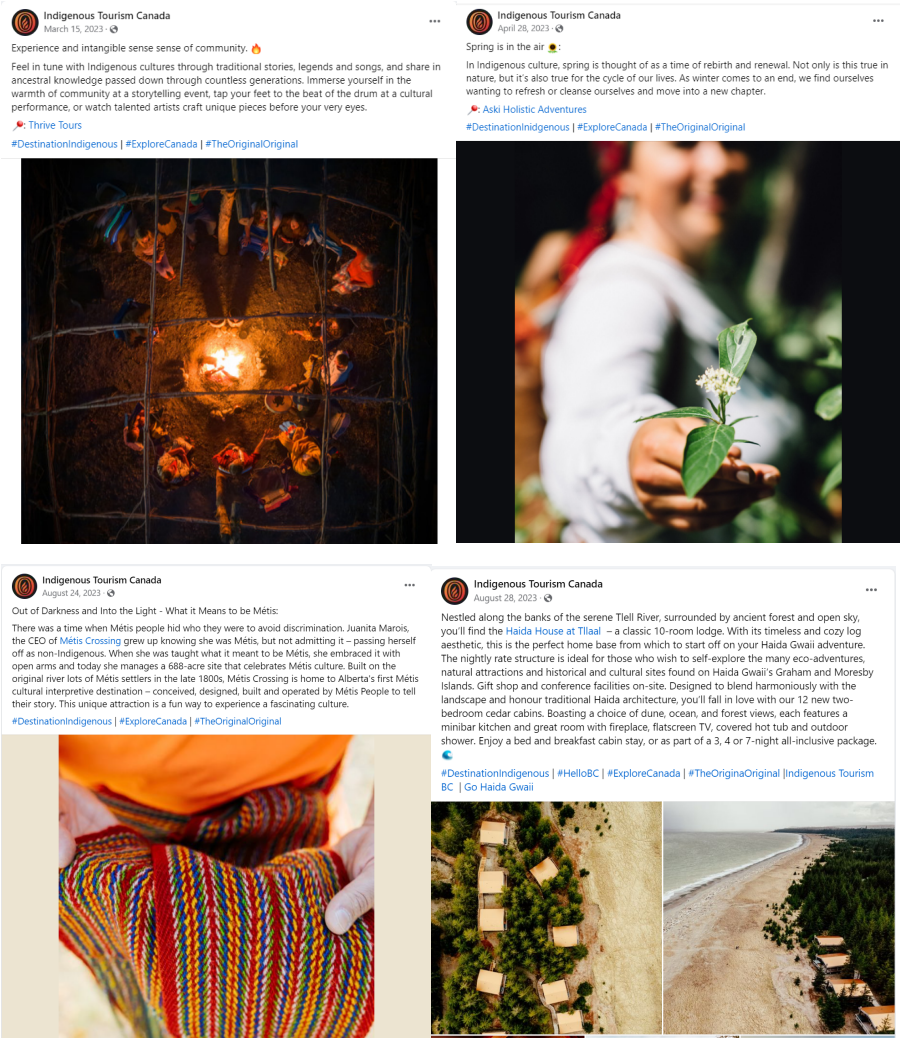 Indigenous Tourism Canada
March 15, 2023 ·
Experience and intangible sense sense of community. 🔥
Feel in tune with Indigenous cultures through traditional stories, legends and songs, and share in
ancestral knowledge passed down through countless generations. Immerse yourself in the
warmth of community at a storytelling event, tap your feet to the beat of the drum at a cultural
performance, or watch talented artists craft unique pieces before your very eyes.
📍: Thrive Tours
#DestinationIndigenous | #ExploreCanada | #TheOriginalOriginal
Indigenous Tourism Canada
April 28, 2023 ·
Spring is in the air 🌻:
In Indigenous culture, spring is thought of as a time of rebirth and renewal. Not only is this true in
nature, but it's also true for the cycle of our lives. As winter comes to an end, we find ourselves
wanting to refresh or cleanse ourselves and move into a new chapter.
📍: Aski Holistic Adventures
#DestinationInidgenous | #ExploreCanada | #TheOriginalOriginal
Indigenous Tourism Canada
August 24, 2023 ·
Out of Darkness and Into the Light - What it Means to be Métis:
There was a time when Métis people hid who they were to avoid discrimination. Juanita Marois,
the CEO of Métis Crossing grew up knowing she was Métis, but not admitting it – passing herself
off as non-Indigenous. When she was taught what it meant to be Métis, she embraced it with
open arms and today she manages a 688-acre site that celebrates Métis culture. Built on the
original river lots of Métis settlers in the late 1800s, Métis Crossing is home to Alberta's first Métis
cultural interpretive destination – conceived, designed, built and operated by Métis People to tell
their story. This unique attraction is a fun way to experience a fascinating culture.
#DestinationIndigenous | #ExploreCanada | #TheOriginalOriginal
Indigenous Tourism Canada
August 28, 2023 ·
Nestled along the banks of the serene Tlell River, surrounded by ancient forest and open sky,
you'll find the Haida House at Tllaal – a classic 10-room lodge. With its timeless and cozy log
aesthetic, this is the perfect home base from which to start off on your Haida Gwaii adventure.
The nightly rate structure is ideal for those who wish to self-explore the many eco-adventures,
natural attractions and historical and cultural sites found on Haida Gwaii's Graham and Moresby
Islands. Gift shop and conference facilities on-site. Designed to blend harmoniously with the
landscape and honour traditional Haida architecture, you'll fall in love with our 12 new two-
bedroom cedar cabins. Boasting a choice of dune, ocean, and forest views, each features a
minibar kitchen and great room with fireplace, flatscreen TV, covered hot tub and outdoor
shower. Enjoy a bed and breakfast cabin stay, or as part of a 3, 4 or 7-night all-inclusive package.
🌊
#DestinationIndigenous | #HelloBC | #ExploreCanada | #TheOriginaOriginal |Indigenous Tourism
BC | Go Haida Gwaii